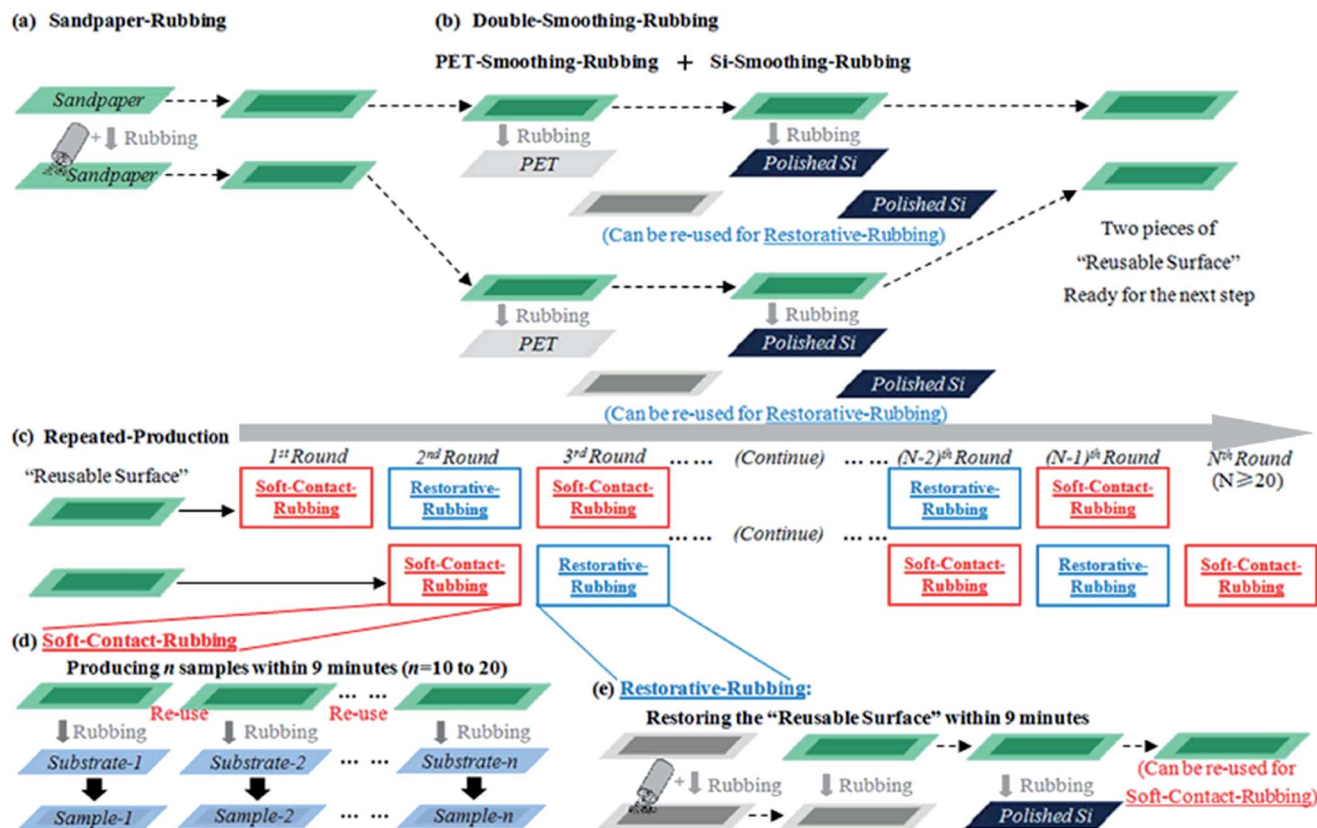 (a) Sandpaper-Rubbing
(b) Double-Smoothing-Rubbing
PET-Smoothing-Rubbing + Si-Smoothing-Rubbing
Sandpaper
+ Rubbing
Sandpaper
Rubbing
PET
Rubbing
Polished Si
Polished Si
(Can be re-used for Restorative-Rubbing)
Rubbing
PET
Rubbing
Polished Si
Polished Si
(Can be re-used for Restorative-Rubbing)
Two pieces of
“Reusable Surface”
Ready for the next step
(c) Repeated-Production
“Reusable Surface”
1st Round
2nd Round
3rd Round
... ... (Continue) ... ...
(N-2)th Round
(N-1)th Round
Nth Round
(N≥20)
Soft-Contact-
Rubbing
Restorative-
Rubbing
Soft-Contact-
Rubbing
Restorative-
Rubbing
Soft-Contact-
Rubbing
... ... (Continue) ... ...
Soft-Contact-
Rubbing
Restorative-
Rubbing
Soft-Contact-
Rubbing
Restorative-
Rubbing
Soft-Contact-
Rubbing
(d) Soft-Contact-Rubbing
Producing n samples within 9 minutes (n=10 to 20)
... ...
Re-use
Re-use
Rubbing
Rubbing
Rubbing
Substrate-1
Substrate-2
... ...
Substrate-n
Sample-1
Sample-2
... ...
Sample-n
(e) Restorative-Rubbing:
Restoring the “Reusable Surface” within 9 minutes
+ Rubbing
Rubbing
Rubbing
Polished Si
(Can be re-used for
Soft-Contact-Rubbing)